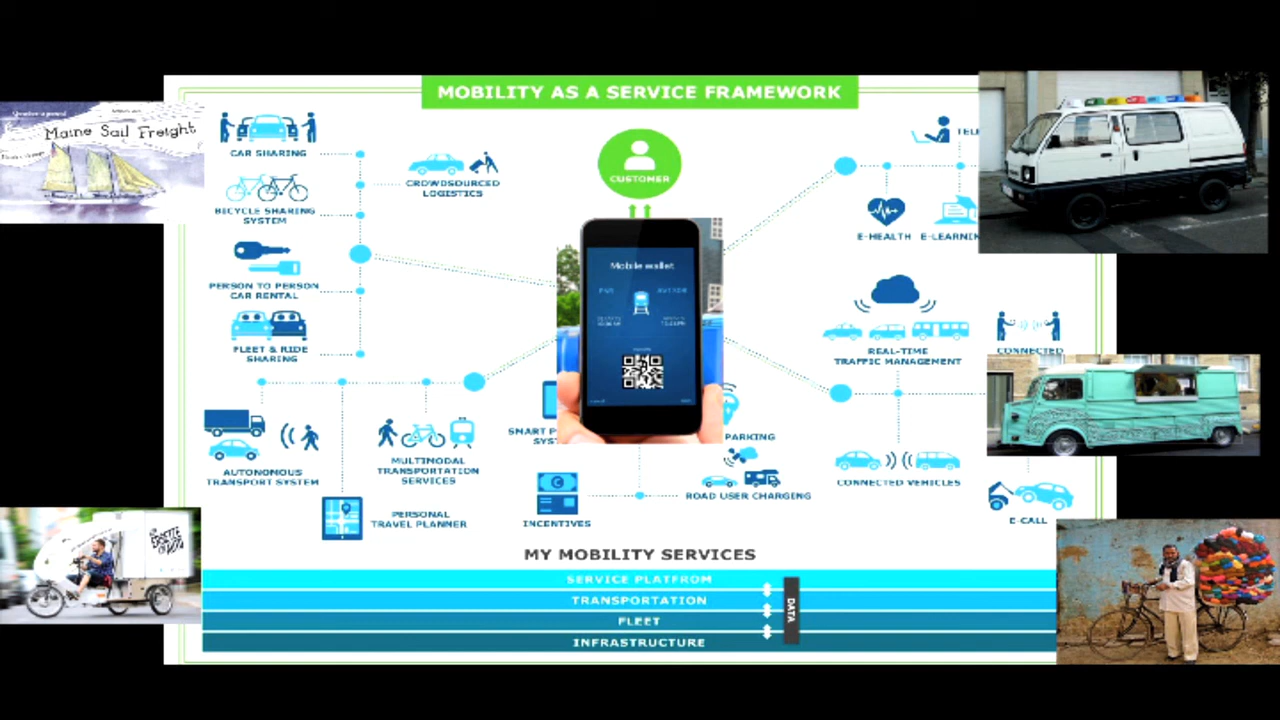 MOBILITY AS A SERVICE FRAMEWORK
Maine Sail Freight
CAR SHARING
CROWDSOURCED
LOGISTICS
CUSTOMER
BICYCLE SHARING
SYSTEM
E-HEALTH
Mobile wallet
PERSON TO PERSON
CAR RENTAL
FLEET & RIDE
SHARING
REAL-TIME
TRAFFIC MANAGEMENT
CONNECTED
SMART P
SYST
PARKING
AUTONOMOUS
TRANSPORT SYSTEM
MULTIMODAL
TRANSPORTATION
SERVICES
ROAD USER CHARGING
CONNECTED VEHICLES
PERSONAL
TRAVEL PLANNER
INCENTIVES
E-CALL
MY MOBILITY SERVICES
SERVICE PLATFROM
TRANSPORTATION
FLEET
INFRASTRUCTURE
DATA